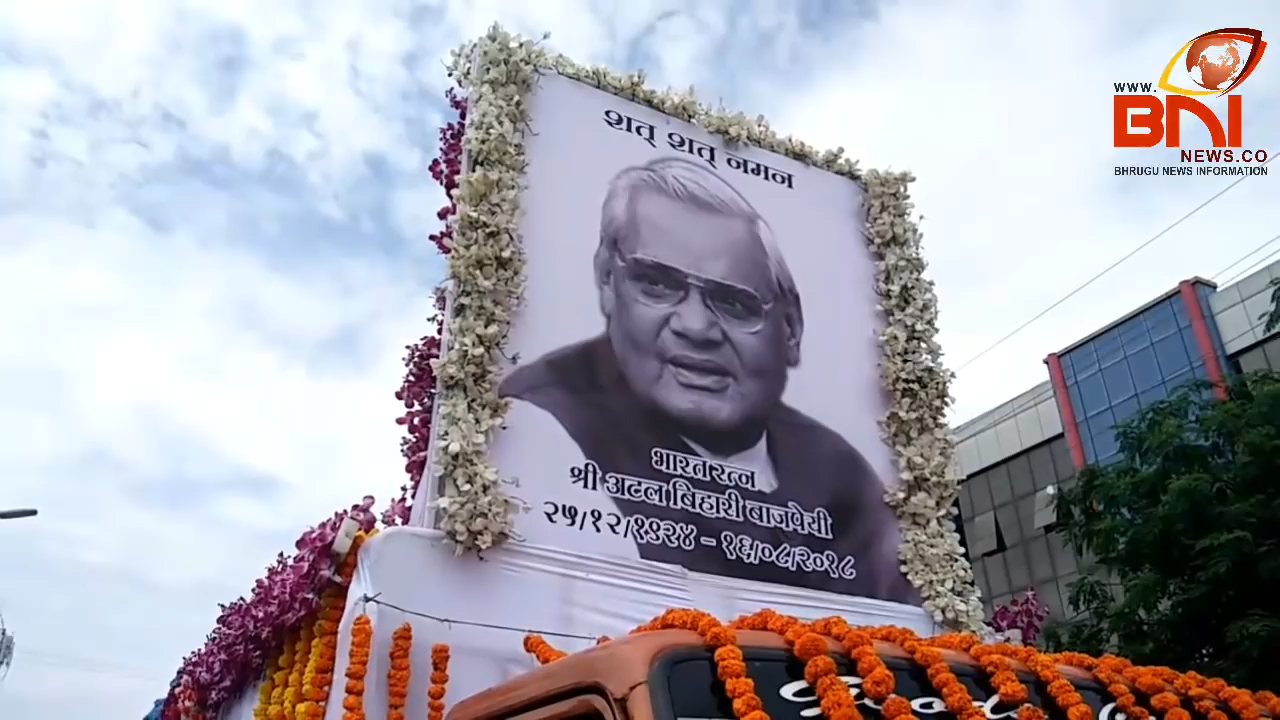 WWW.
BNI
NEWS.CO
BHRUGU NEWS INFORMATION
शत् शत् नमन
भारतरत्न
श्री अटल बिहारी बाजपेयी
२५/१२/१९२४ - १६/०८/२०१८
Good